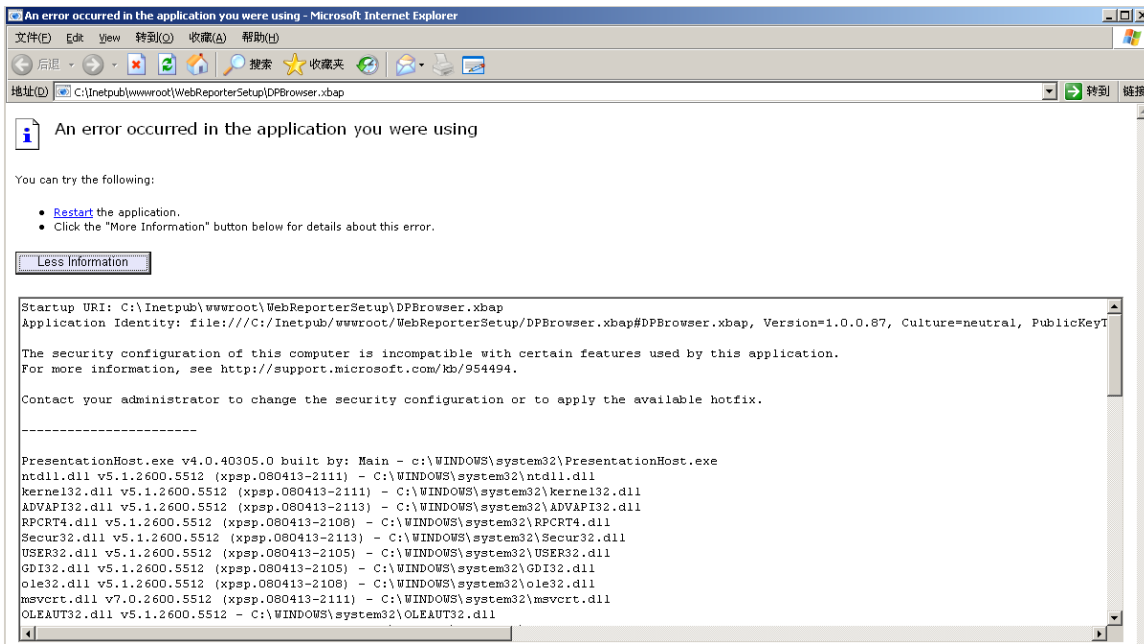 An error occurred in the application you were using - Microsoft Internet Explorer
文件(F) Edit View 转到(O) 收藏(A) 帮助(H)
后退 搜索 收藏夹
地址(D) C:\Inetpub\wwwroot\WebReporterSetup\DPBrowser.xbap 转到 链接
An error occurred in the application you were using
You can try the following:
Restart the application.
Click the "More Information" button below for details about this error.
Less Information
Startup URI: C:\Inetpub\wwwroot\WebReporterSetup\DPBrowser.xbap
Application Identity: file:///C:/Inetpub/wwwroot/WebReporterSetup/DPBrowser.xbap#DPBrowser.xbap, Version=1.0.0.87, Culture=neutral, PublicKeyT
The security configuration of this computer is incompatible with certain features used by this application.
For more information, see http://support.microsoft.com/kb/954494.
Contact your administrator to change the security configuration or to apply the available hotfix.
-----------------------
PresentationHost.exe v4.0.40305.0 built by: Main - c:\WINDOWS\system32\PresentationHost.exe
ntdll.dll v5.1.2600.5512 (xpsp.080413-2111) - C:\WINDOWS\system32\ntdll.dll
kernel32.dll v5.1.2600.5512 (xpsp.080413-2111) - C:\WINDOWS\system32\kernel32.dll
ADVAPI32.dll v5.1.2600.5512 (xpsp.080413-2113) - C:\WINDOWS\system32\ADVAPI32.dll
RPCRT4.dll v5.1.2600.5512 (xpsp.080413-2108) - C:\WINDOWS\system32\RPCRT4.dll
Secur32.dll v5.1.2600.5512 (xpsp.080413-2113) - C:\WINDOWS\system32\Secur32.dll
USER32.dll v5.1.2600.5512 (xpsp.080413-2105) - C:\WINDOWS\system32\USER32.dll
GDI32.dll v5.1.2600.5512 (xpsp.080413-2105) - C:\WINDOWS\system32\GDI32.dll
ole32.dll v5.1.2600.5512 (xpsp.080413-2108) - C:\WINDOWS\system32\ole32.dll
msvcrt.dll v7.0.2600.5512 (xpsp.080413-2111) - C:\WINDOWS\system32\msvcrt.dll
OLEAUT32.dll v5.1.2600.5512 - C:\WINDOWS\system32\OLEAUT32.dll